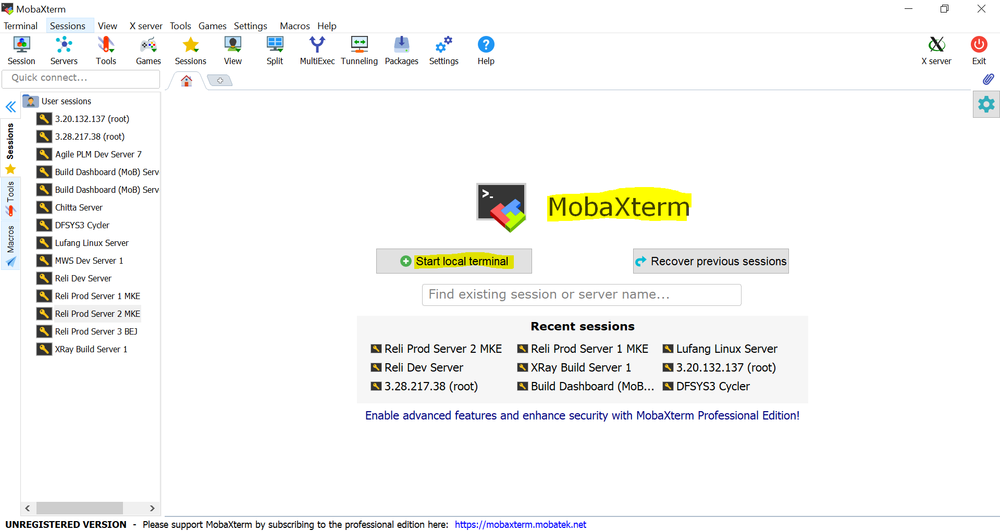 MobaXterm
Terminal Sessions View X server Tools Games Settings Macros Help
Session Servers Tools Games Sessions View Split MultiExec Tunneling Packages Settings Help X server Exit
Quick connect...
User sessions
3.20.132.137 (root)
3.28.217.38 (root)
Agile PLM Dev Server 7
Build Dashboard (MoB) Serv
Build Dashboard (MoB) Serv
Chitta Server
DFSYS3 Cycler
Lufang Linux Server
MWS Dev Server 1
Reli Dev Server
Reli Prod Server 1 MKE
Reli Prod Server 2 MKE
Reli Prod Server 3 BEJ
XRay Build Server 1
Sessions
Tools
Macros
MobaXterm
Start local terminal
Recover previous sessions
Find existing session or server name...
Recent sessions
Reli Prod Server 2 MKE Reli Prod Server 1 MKE Lufang Linux Server
Reli Dev Server XRay Build Server 1 3.20.132.137 (root)
3.28.217.38 (root) Build Dashboard (MoB... DFSYS3 Cycler
Enable advanced features and enhance security with MobaXterm Professional Edition!
UNREGISTERED VERSION - Please support MobaXterm by subscribing to the professional edition here: https://mobaxterm.mobatek.net